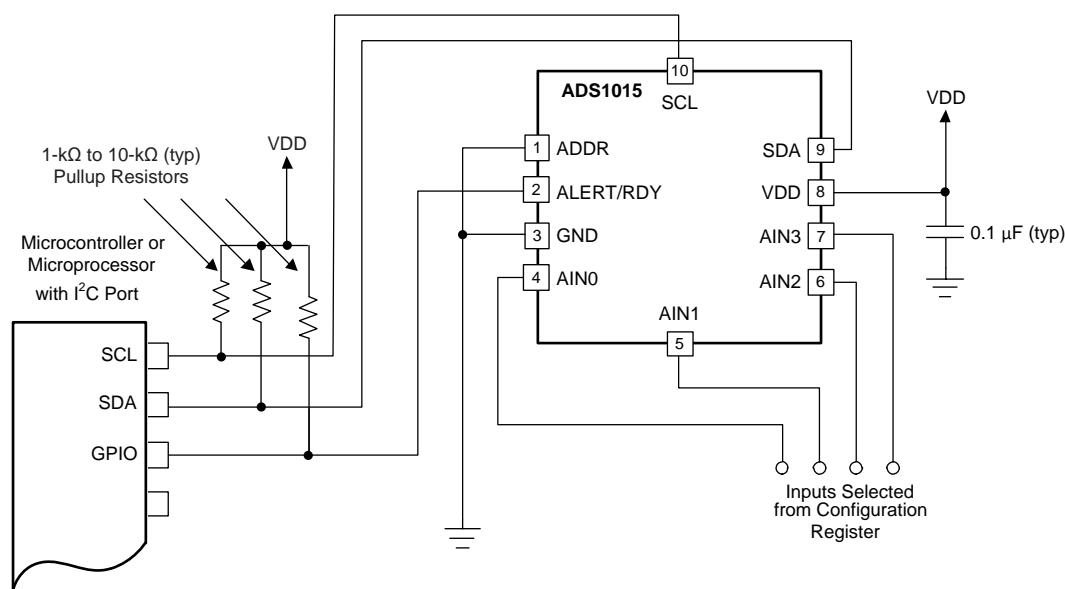 ADS1015
10
SCL
VDD
1-kΩ to 10-kΩ (typ)
Pullup Resistors
VDD
1
ADDR
SDA
9
2
ALERT/RDY
VDD
8
3
GND
AIN3
7
0.1 μF (typ)
4
AIN0
AIN2
6
AIN1
5
Microcontroller or
Microprocessor
with I²C Port
SCL
SDA
GPIO
Inputs Selected
from Configuration
Register